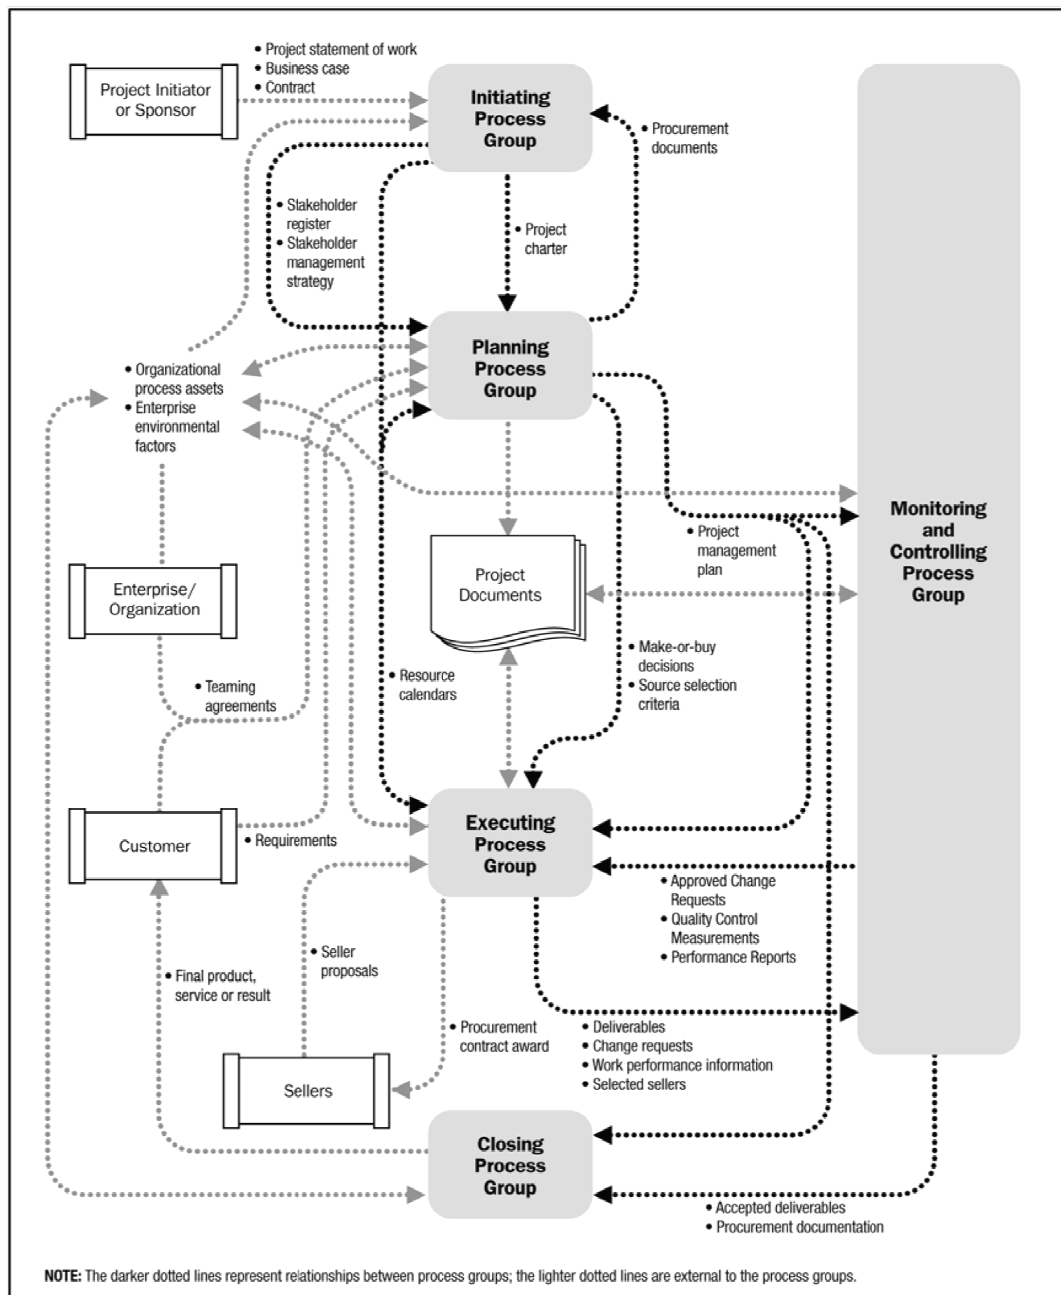 • Project statement of work
• Business case
• Contract
Project Initiator
or Sponsor
Initiating
Process
Group
• Procurement
documents
• Stakeholder
register
• Stakeholder
management
strategy
• Project
charter
Planning
Process
Group
• Organizational
process assets
• Enterprise
environmental
factors
Monitoring
and
Controlling
Process
Group
• Project
management
plan
Project
Documents
Enterprise/
Organization
• Teaming
agreements
• Resource
calendars
• Make-or-buy
decisions
• Source selection
criteria
Executing
Process
Group
Customer
• Requirements
• Approved Change
Requests
• Quality Control
Measurements
• Performance Reports
• Seller
proposals
• Final product,
service or result
• Procurement
contract award
• Deliverables
• Change requests
• Work performance information
• Selected sellers
Sellers
Closing
Process
Group
• Accepted deliverables
• Procurement documentation
NOTE: The darker dotted lines represent relationships between process groups; the lighter dotted lines are external to the process groups.